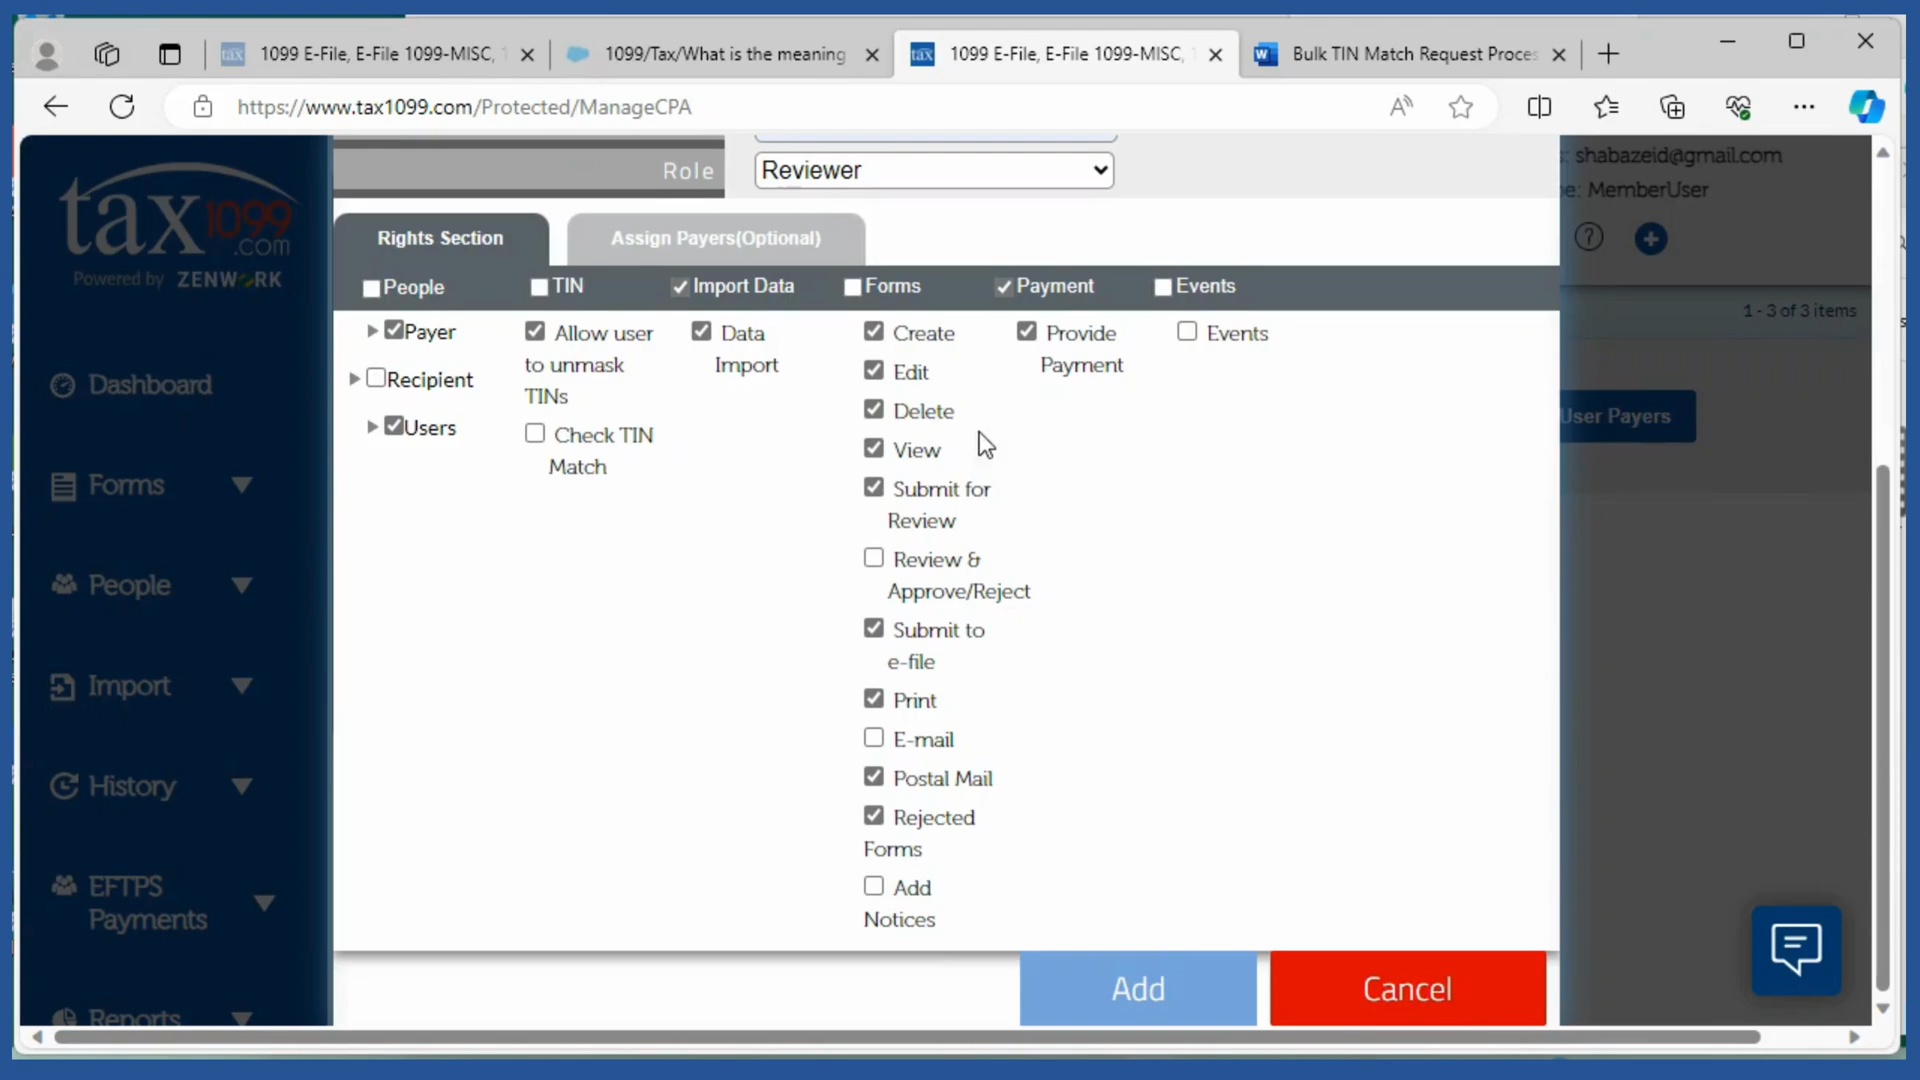 1099 E-File, E-File 1099-MISC,
1099/Tax/What is the meaning
tax 1099 E-File, E-File 1099-MISC,
W Bulk TIN Match Request Proces
https://www.tax1099.com/Protected/ManageCPA
tax1099
.com
Powered by ZENWORK
Dashboard
Forms
People
Import
History
EFTPS
Payments
Reports
Role
Reviewer
Rights Section
Assign Payers(Optional)
People
TIN
Import Data
Forms
Payment
Events
Payer
Recipient
Users
Allow user
to unmask
TINs
Check TIN
Match
Data
Import
Create
Edit
Delete
View
Submit for
Review
Review &
Approve/Reject
Submit to
e-file
Print
E-mail
Postal Mail
Rejected
Forms
Add
Notices
Provide
Payment
Events
Add
Cancel
: shabazeid@gmail.com
e: MemberUser
?
1 - 3 of 3 items
User Payers